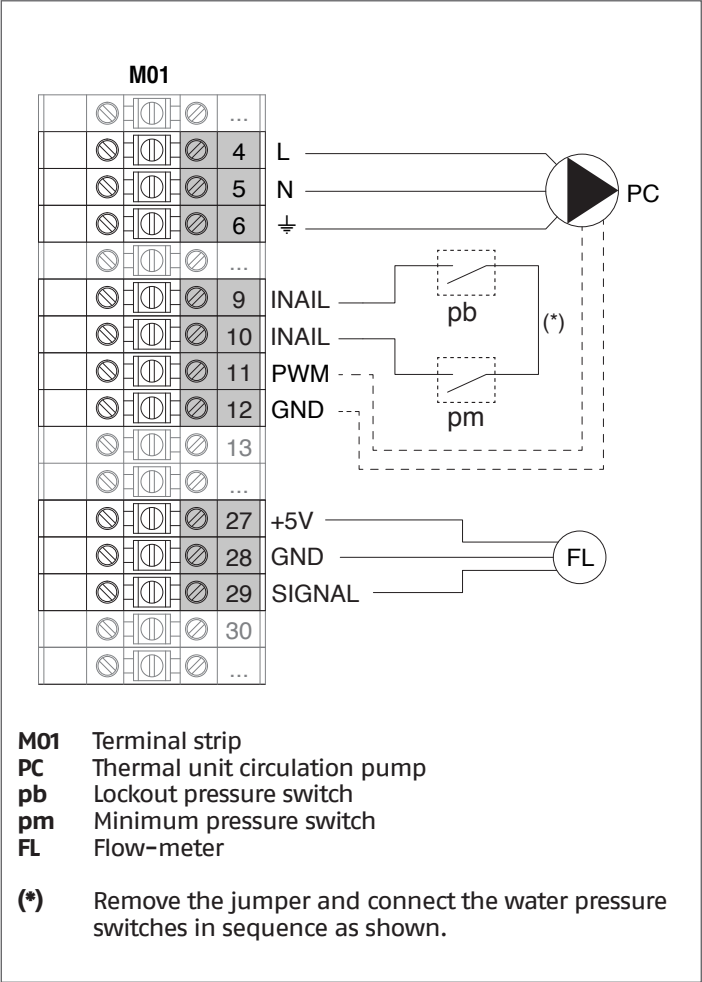 M01
...
4 L
5 N
6 ⏚
...
9 INAIL
10 INAIL
11 PWM
12 GND
13
...
27 +5V
28 GND
29 SIGNAL
30
...
PC
pb
(*)
pm
FL
M01 Terminal strip
PC Thermal unit circulation pump
pb Lockout pressure switch
pm Minimum pressure switch
FL Flow-meter
(*) Remove the jumper and connect the water pressure
switches in sequence as shown.